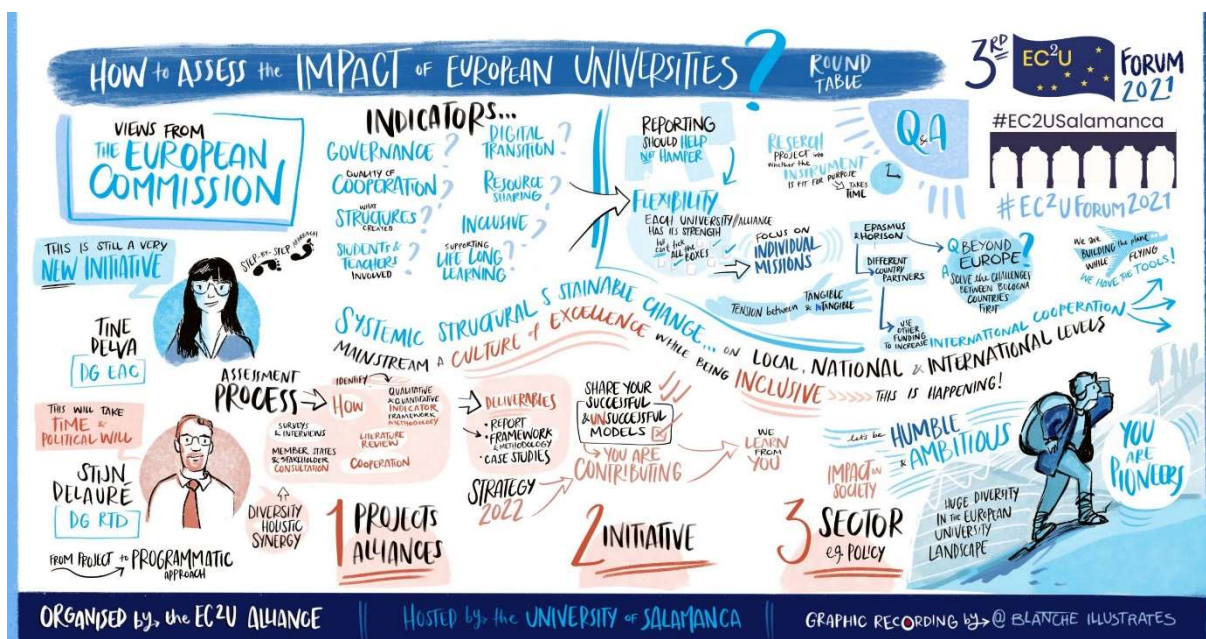 HOW to ASSESS the IMPACT of EUROPEAN UNIVERSITIES?
ROUND
TABLE
3RD
EC2U
FORUM
2021
#EC2USalamanca
#EC2UFORUM2021
VIEWS FROM
THE EUROPEAN
COMMISSION
THIS IS STILL A VERY
NEW INITIATIVE
STEP-BY-STEP APPROACH
TINE
DELVA
DG EAC
THIS WILL TAKE
TIME &
POLITICAL WILL
STIJN
DELAURÉ
DG RTD
FROM PROJECT to PROGRAMMATIC
APPROACH
DIVERSITY
HOLISTIC
SYNERGY
INDICATORS...
GOVERNANCE?
QUALITY OF
COOPERATION?
WHAT
STRUCTURES?
CREATED
STUDENTS &
TEACHERS?
INVOLVED
DIGITAL
TRANSITION?
RESOURCE
SHARING?
INCLUSIVE?
SUPPORTING
LIFE LONG
LEARNING?
REPORTING
SHOULD HELP
NOT HAMPER
FLEXIBILITY
EACH UNIVERSITY/ALLIANCE
HAS ITS STRENGTH
but
can't tick
ALL THE
BOXES
FOCUS ON
INDIVIDUAL
MISSIONS
RESERCH
PROJECT into
whether the
INSTRUMENT
IS FIT FOR PURPOSE
TAKES
TIME
Q&A
ERASMUS
& HORISON
DIFFERENT
COUNTRY
PARTNERS
USE
OTHER
FUNDING
TO INCREASE INTERNATIONAL COOPERATION
Q BEYOND
EUROPE?
A SOLVE the CHALLENGES
BETWEEN BOLOGNA
COUNTRIES
FIRST
We are
BUILDING the plane
WHILE FLYING
WE HAVE the TOOLS!
TENSION between TANGIBLE
& INTANGIBLE
SYSTEMIC STRUCTURAL SUSTAINABLE CHANGE... ON LOCAL, NATIONAL & INTERNATIONAL LEVELS
MAINSTREAM A CULTURE of EXCELLENCE WHILE BEING INCLUSIVE
THIS IS HAPPENING!
ASSESSMENT
PROCESS
IDENTIFY
HOW
QUALITATIVE
& QUANTITATIVE
INDICATOR
FRAMEWORK
METHODOLOGY
SURVEYS
& INTERVIEWS
LITERATURE
REVIEW
MEMBER STATES
& STAKEHOLDER
CONSULTATION
COOPERATION
DELIVERABLES
• REPORT
• FRAMEWORK
& METHODOLOGY
• CASE STUDIES
STRATEGY
2022
SHARE YOUR
SUCCESSFUL
& UNSUCCESSFUL
MODELS
YOU ARE
CONTRIBUTING
WE
LEARN
FROM
YOU
1 PROJECTS
ALLIANCES
2 INITIATIVE
3 SECTOR
e.g. POLICY
IMPACT on
SOCIETY
let's be HUMBLE
& AMBITIOUS
HUGE DIVERSITY
IN the EUROPEAN
UNIVERSITY
LANDSCAPE
YOU
ARE
PIONEERS
ORGANISED by the EC2U ALLIANCE
HOSTED by the UNIVERSITY of SALAMANCA
GRAPHIC RECORDING by @ BLANCHE ILLUSTRATES